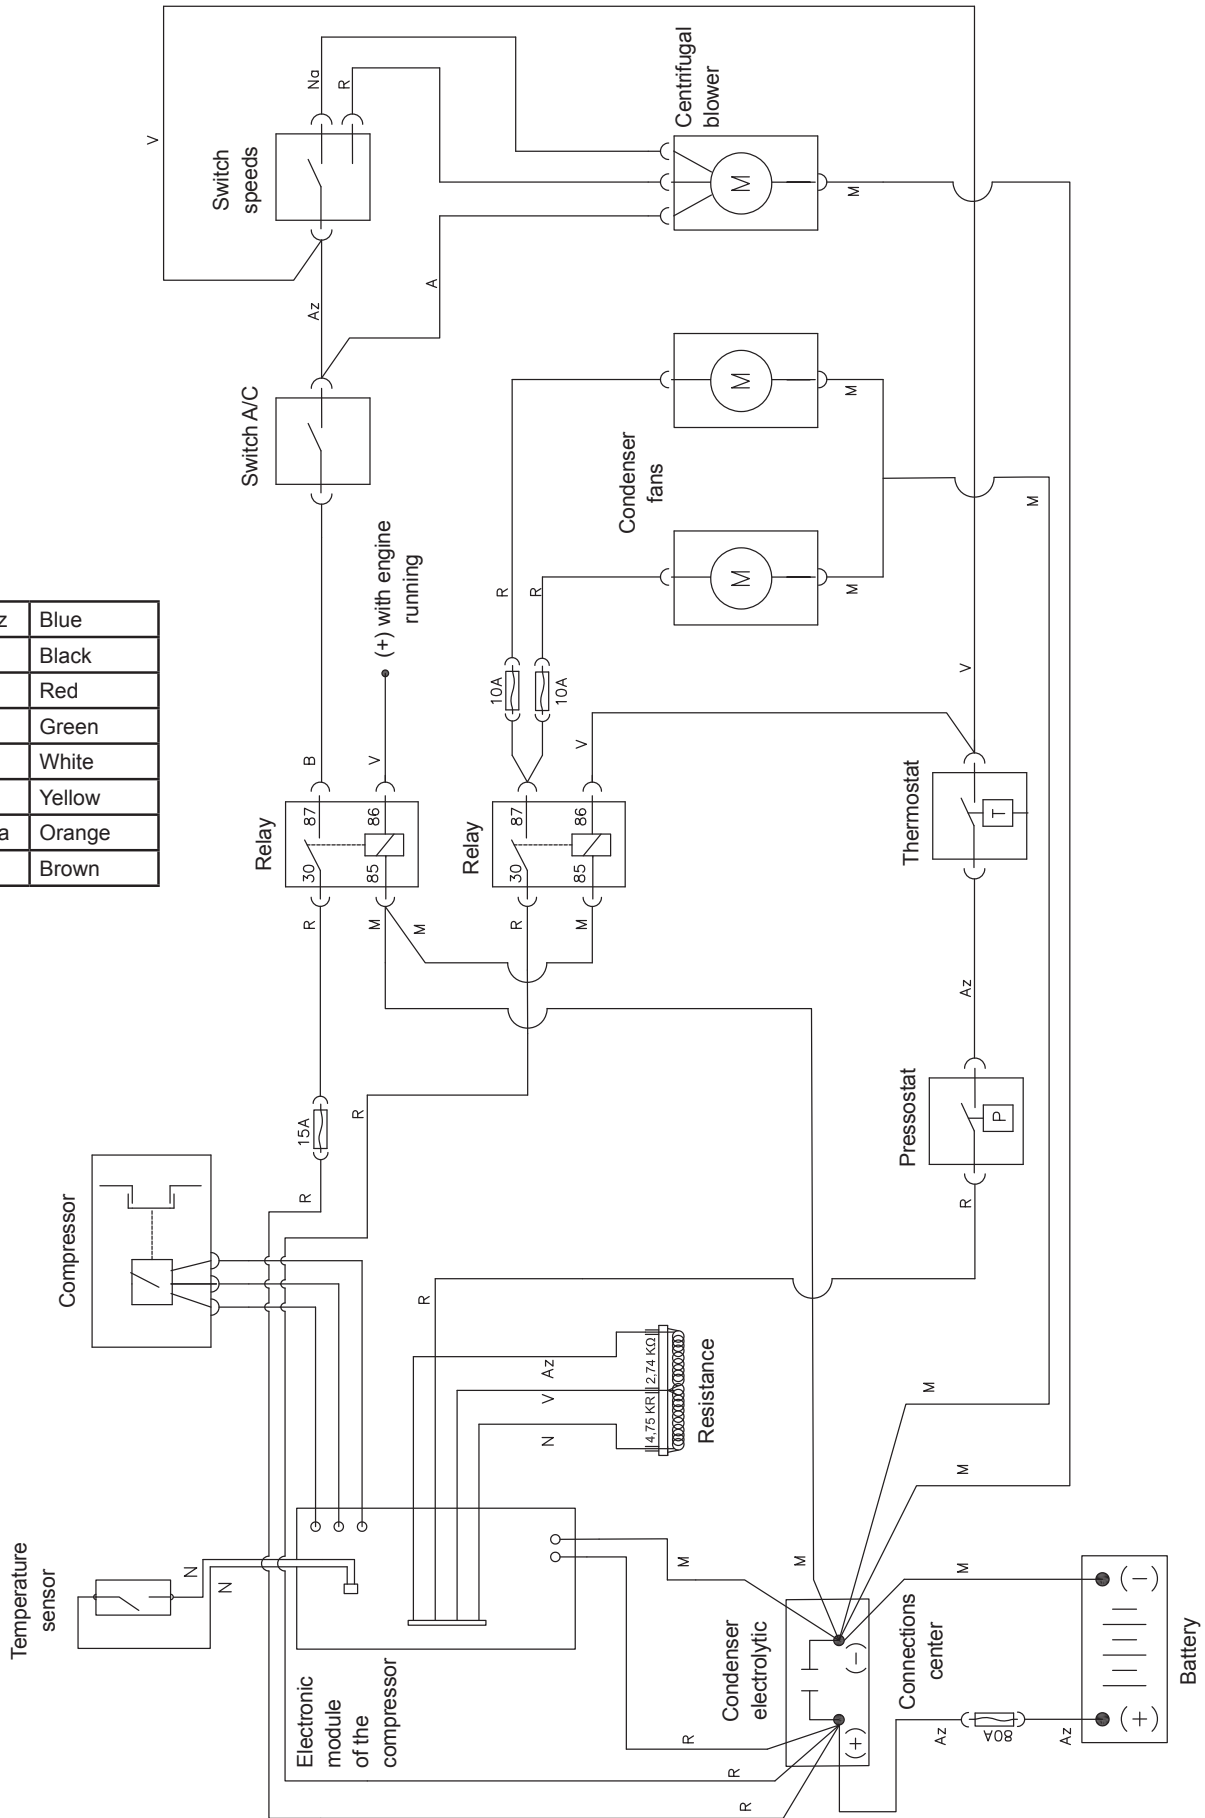 z Blue
Black
Red
Green
White
Yellow
a Orange
Brown
V
Na
R
Switch
speeds
Centrifugal
blower
M
M
Az
A
Switch A/C
M
M
Condenser
fans
M
M
M
(+) with engine
running
R
R
10A
10A
B
V
V
V
Relay
87
86
30
85
Relay
87
86
30
85
Thermostat
T
R
M
M
R
M
Az
Pressostat
P
R
15A
R
R
Compressor
R
Az
V
N
4,75 KR
2,74 KΩ
Resistance
M
M
Temperature
sensor
N
N
Electronic
module
of the
compressor
M
M
M
R
R
R
Condenser
electrolytic
(-)
(+)
Connections
center
Az
80A
Az
(-)
(+)
Battery